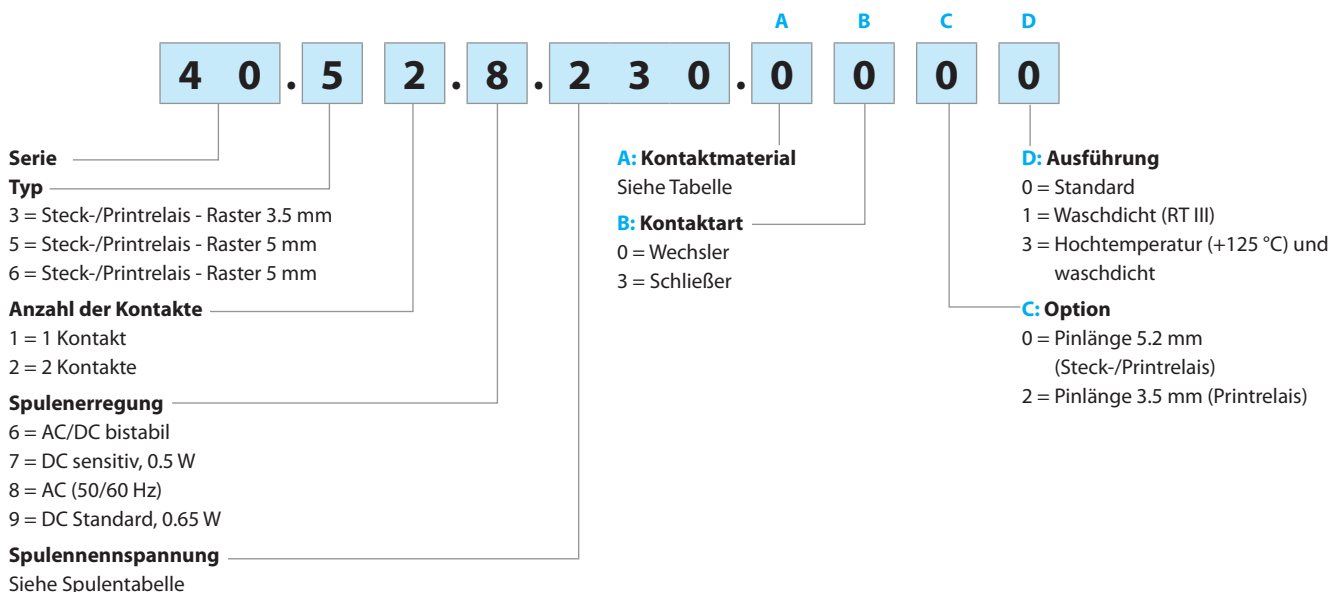 A B C D
4 0 . 5 2 . 8 . 2 3 0 . 0 0 0 0
Serie
Typ
3 = Steck-/Printrelais - Raster 3.5 mm
5 = Steck-/Printrelais - Raster 5 mm
6 = Steck-/Printrelais - Raster 5 mm
Anzahl der Kontakte
1 = 1 Kontakt
2 = 2 Kontakte
Spulenerregung
6 = AC/DC bistabil
7 = DC sensitiv, 0.5 W
8 = AC (50/60 Hz)
9 = DC Standard, 0.65 W
Spulennennspannung
Siehe Spulentabelle
A: Kontaktmaterial
Siehe Tabelle
B: Kontaktart
0 = Wechsler
3 = Schließer
D: Ausführung
0 = Standard
1 = Waschdicht (RT III)
3 = Hochtemperatur (+125 °C) und
waschdicht
C: Option
0 = Pinlänge 5.2 mm
(Steck-/Printrelais)
2 = Pinlänge 3.5 mm (Printrelais)